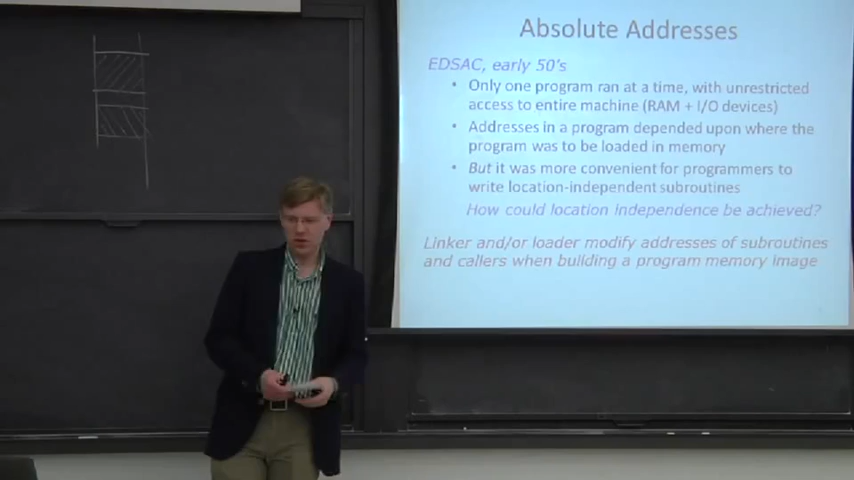 Absolute Addresses
EDSAC, early 50's
• Only one program ran at a time, with unrestricted
access to entire machine (RAM + I/O devices)
• Addresses in a program depended upon where the
program was to be loaded in memory
• But it was more convenient for programmers to
write location-independent subroutines
How could location independence be achieved?
Linker and/or loader modify addresses of subroutines
and callers when building a program memory image